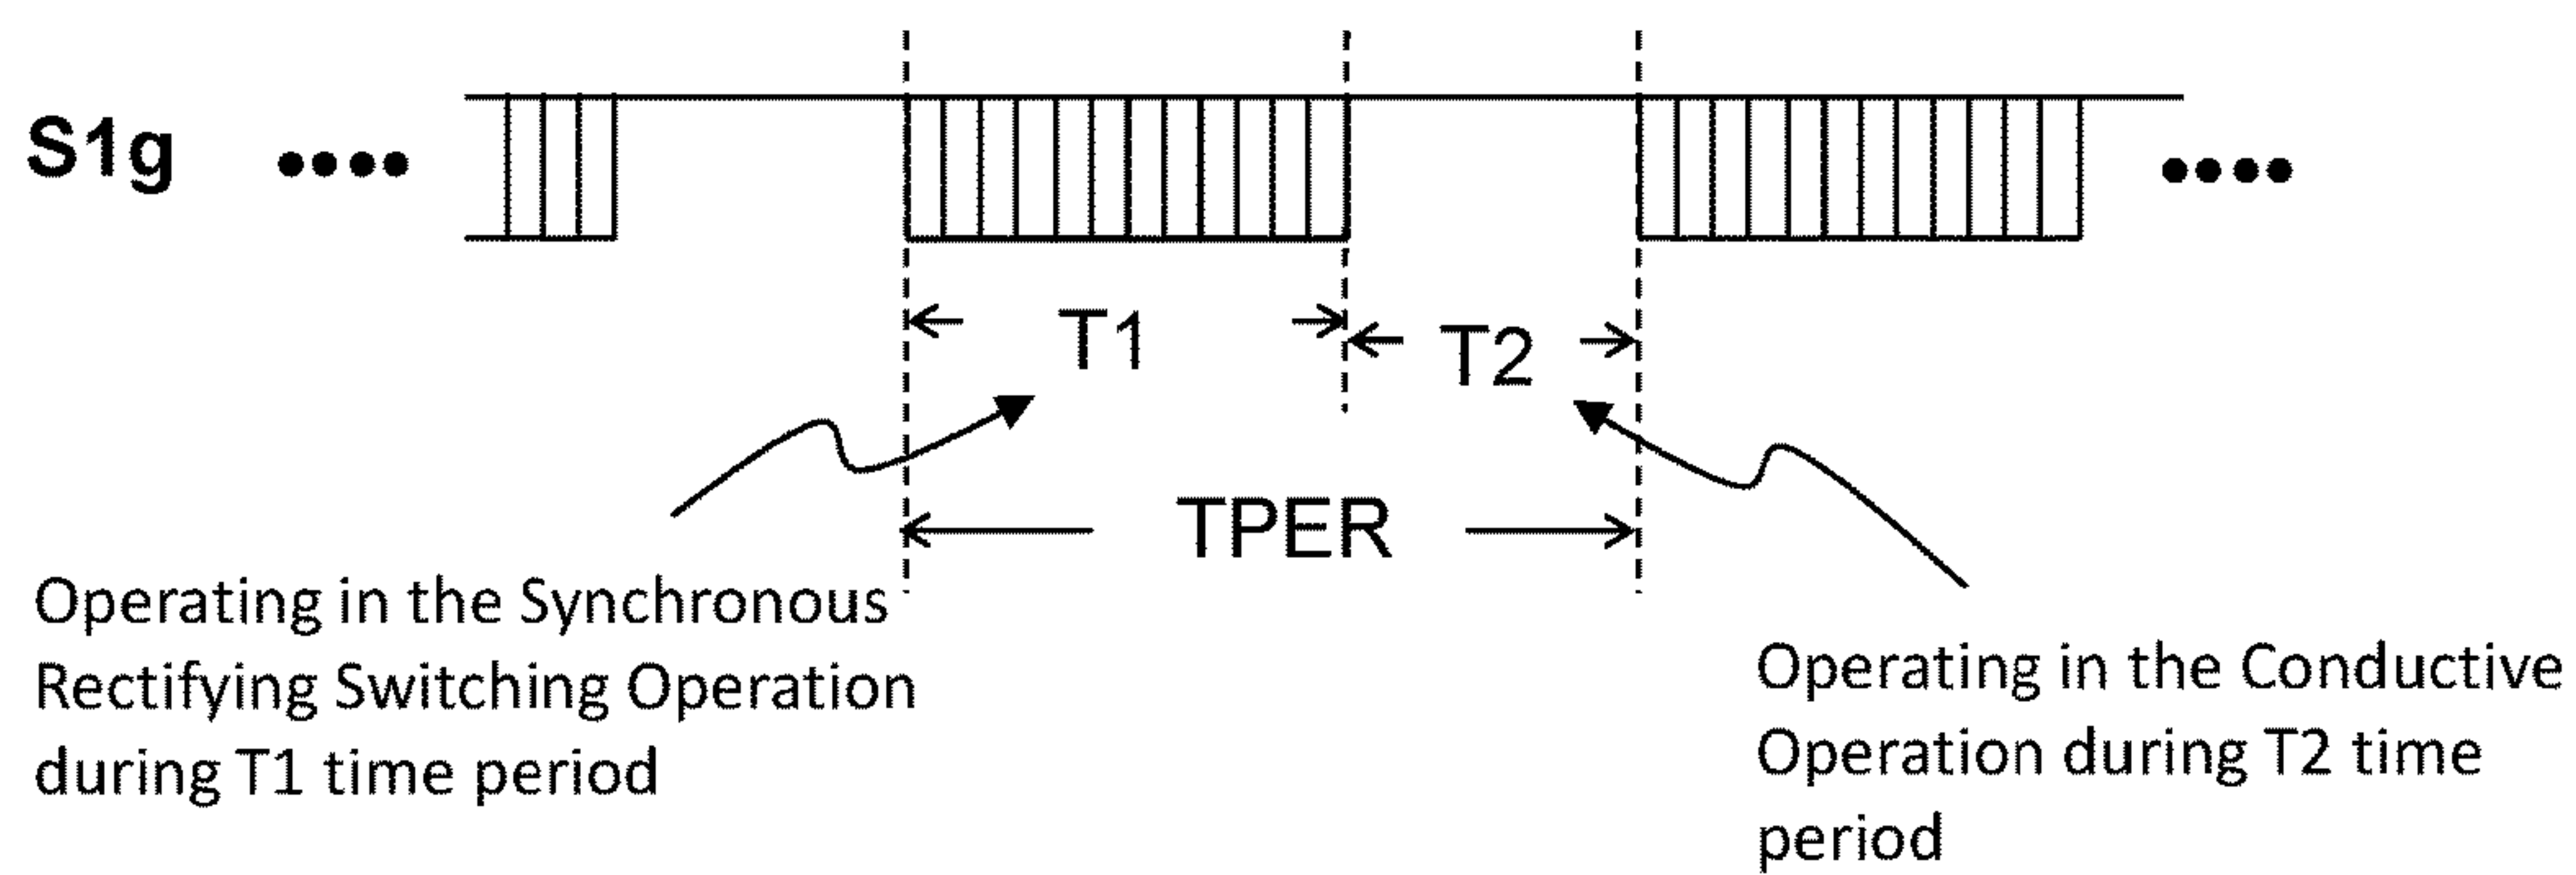 S1g
T1
T2
TPER
Operating in the Synchronous
Rectifying Switching Operation
during T1 time period
Operating in the Conductive
Operation during T2 time
period